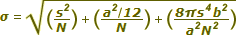 σ = √((s²/N) + (a²/12/N) + (8πs⁴b²/a²N²))